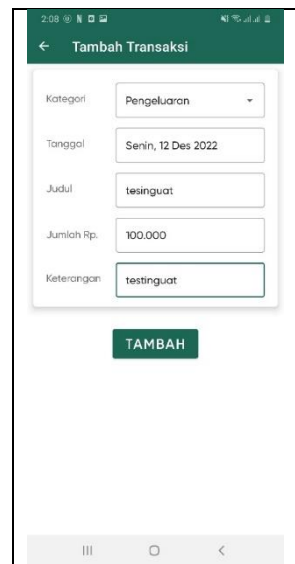 2:08
Tambah Transaksi
Kategori Pengeluaran
Tanggal Senin, 12 Des 2022
Judul tesinguat
Jumlah Rp. 100.000
Keterangan testinguat
TAMBAH